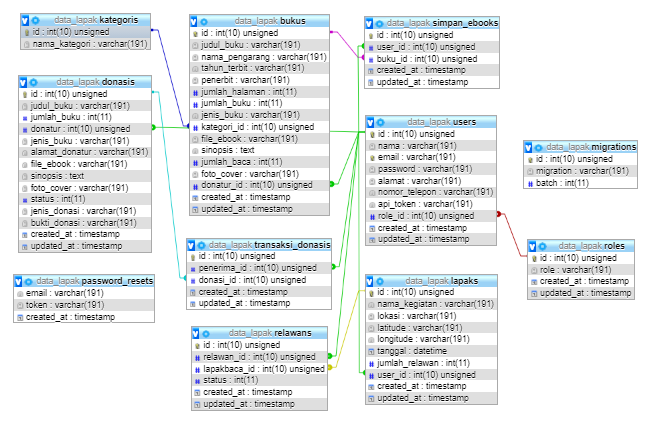 data_lapak kategoris
id : int(10) unsigned
nama_kategori : varchar(191)
data_lapak donasis
id : int(10) unsigned
judul_buku : varchar(191)
jumlah_buku : int(11)
donatur : int(10) unsigned
jenis_buku : varchar(191)
alamat_donatur : varchar(191)
file_ebook : varchar(191)
sinopsis : text
foto_cover : varchar(191)
status : int(11)
jenis_donasi : varchar(191)
bukti_donasi : varchar(191)
created_at : timestamp
updated_at : timestamp
data_lapak password_resets
email : varchar(191)
token : varchar(191)
created_at : timestamp
data_lapak bukus
id : int(10) unsigned
judul_buku : varchar(191)
nama_pengarang : varchar(191)
tahun_terbit : varchar(191)
penerbit : varchar(191)
jumlah_halaman : int(11)
jumlah_buku : int(11)
jenis_buku : varchar(191)
kategori_id : int(10) unsigned
file_ebook : varchar(191)
sinopsis : text
jumlah_baca : int(11)
foto_cover : varchar(191)
donatur_id : int(10) unsigned
created_at : timestamp
updated_at : timestamp
data_lapak transaksi_donasis
id : int(10) unsigned
penerima_id : int(10) unsigned
donasi_id : int(10) unsigned
created_at : timestamp
updated_at : timestamp
data_lapak relawans
id : int(10) unsigned
relawan_id : int(10) unsigned
lapakbaca_id : int(10) unsigned
status : int(11)
created_at : timestamp
updated_at : timestamp
data_lapak simpan_ebooks
id : int(10) unsigned
user_id : int(10) unsigned
buku_id : int(10) unsigned
created_at : timestamp
updated_at : timestamp
data_lapak users
id : int(10) unsigned
nama : varchar(191)
email : varchar(191)
password : varchar(191)
alamat : varchar(191)
nomor_telepon : varchar(191)
api_token : varchar(191)
role_id : int(10) unsigned
created_at : timestamp
updated_at : timestamp
data_lapak lapaks
id : int(10) unsigned
nama_kegiatan : varchar(191)
lokasi : varchar(191)
latitude : varchar(191)
longitude : varchar(191)
tanggal : datetime
jumlah_relawan : int(11)
user_id : int(10) unsigned
created_at : timestamp
updated_at : timestamp
data_lapak migrations
id : int(10) unsigned
migration : varchar(191)
batch : int(11)
data_lapak roles
id : int(10) unsigned
role : varchar(191)
created_at : timestamp
updated_at : timestamp